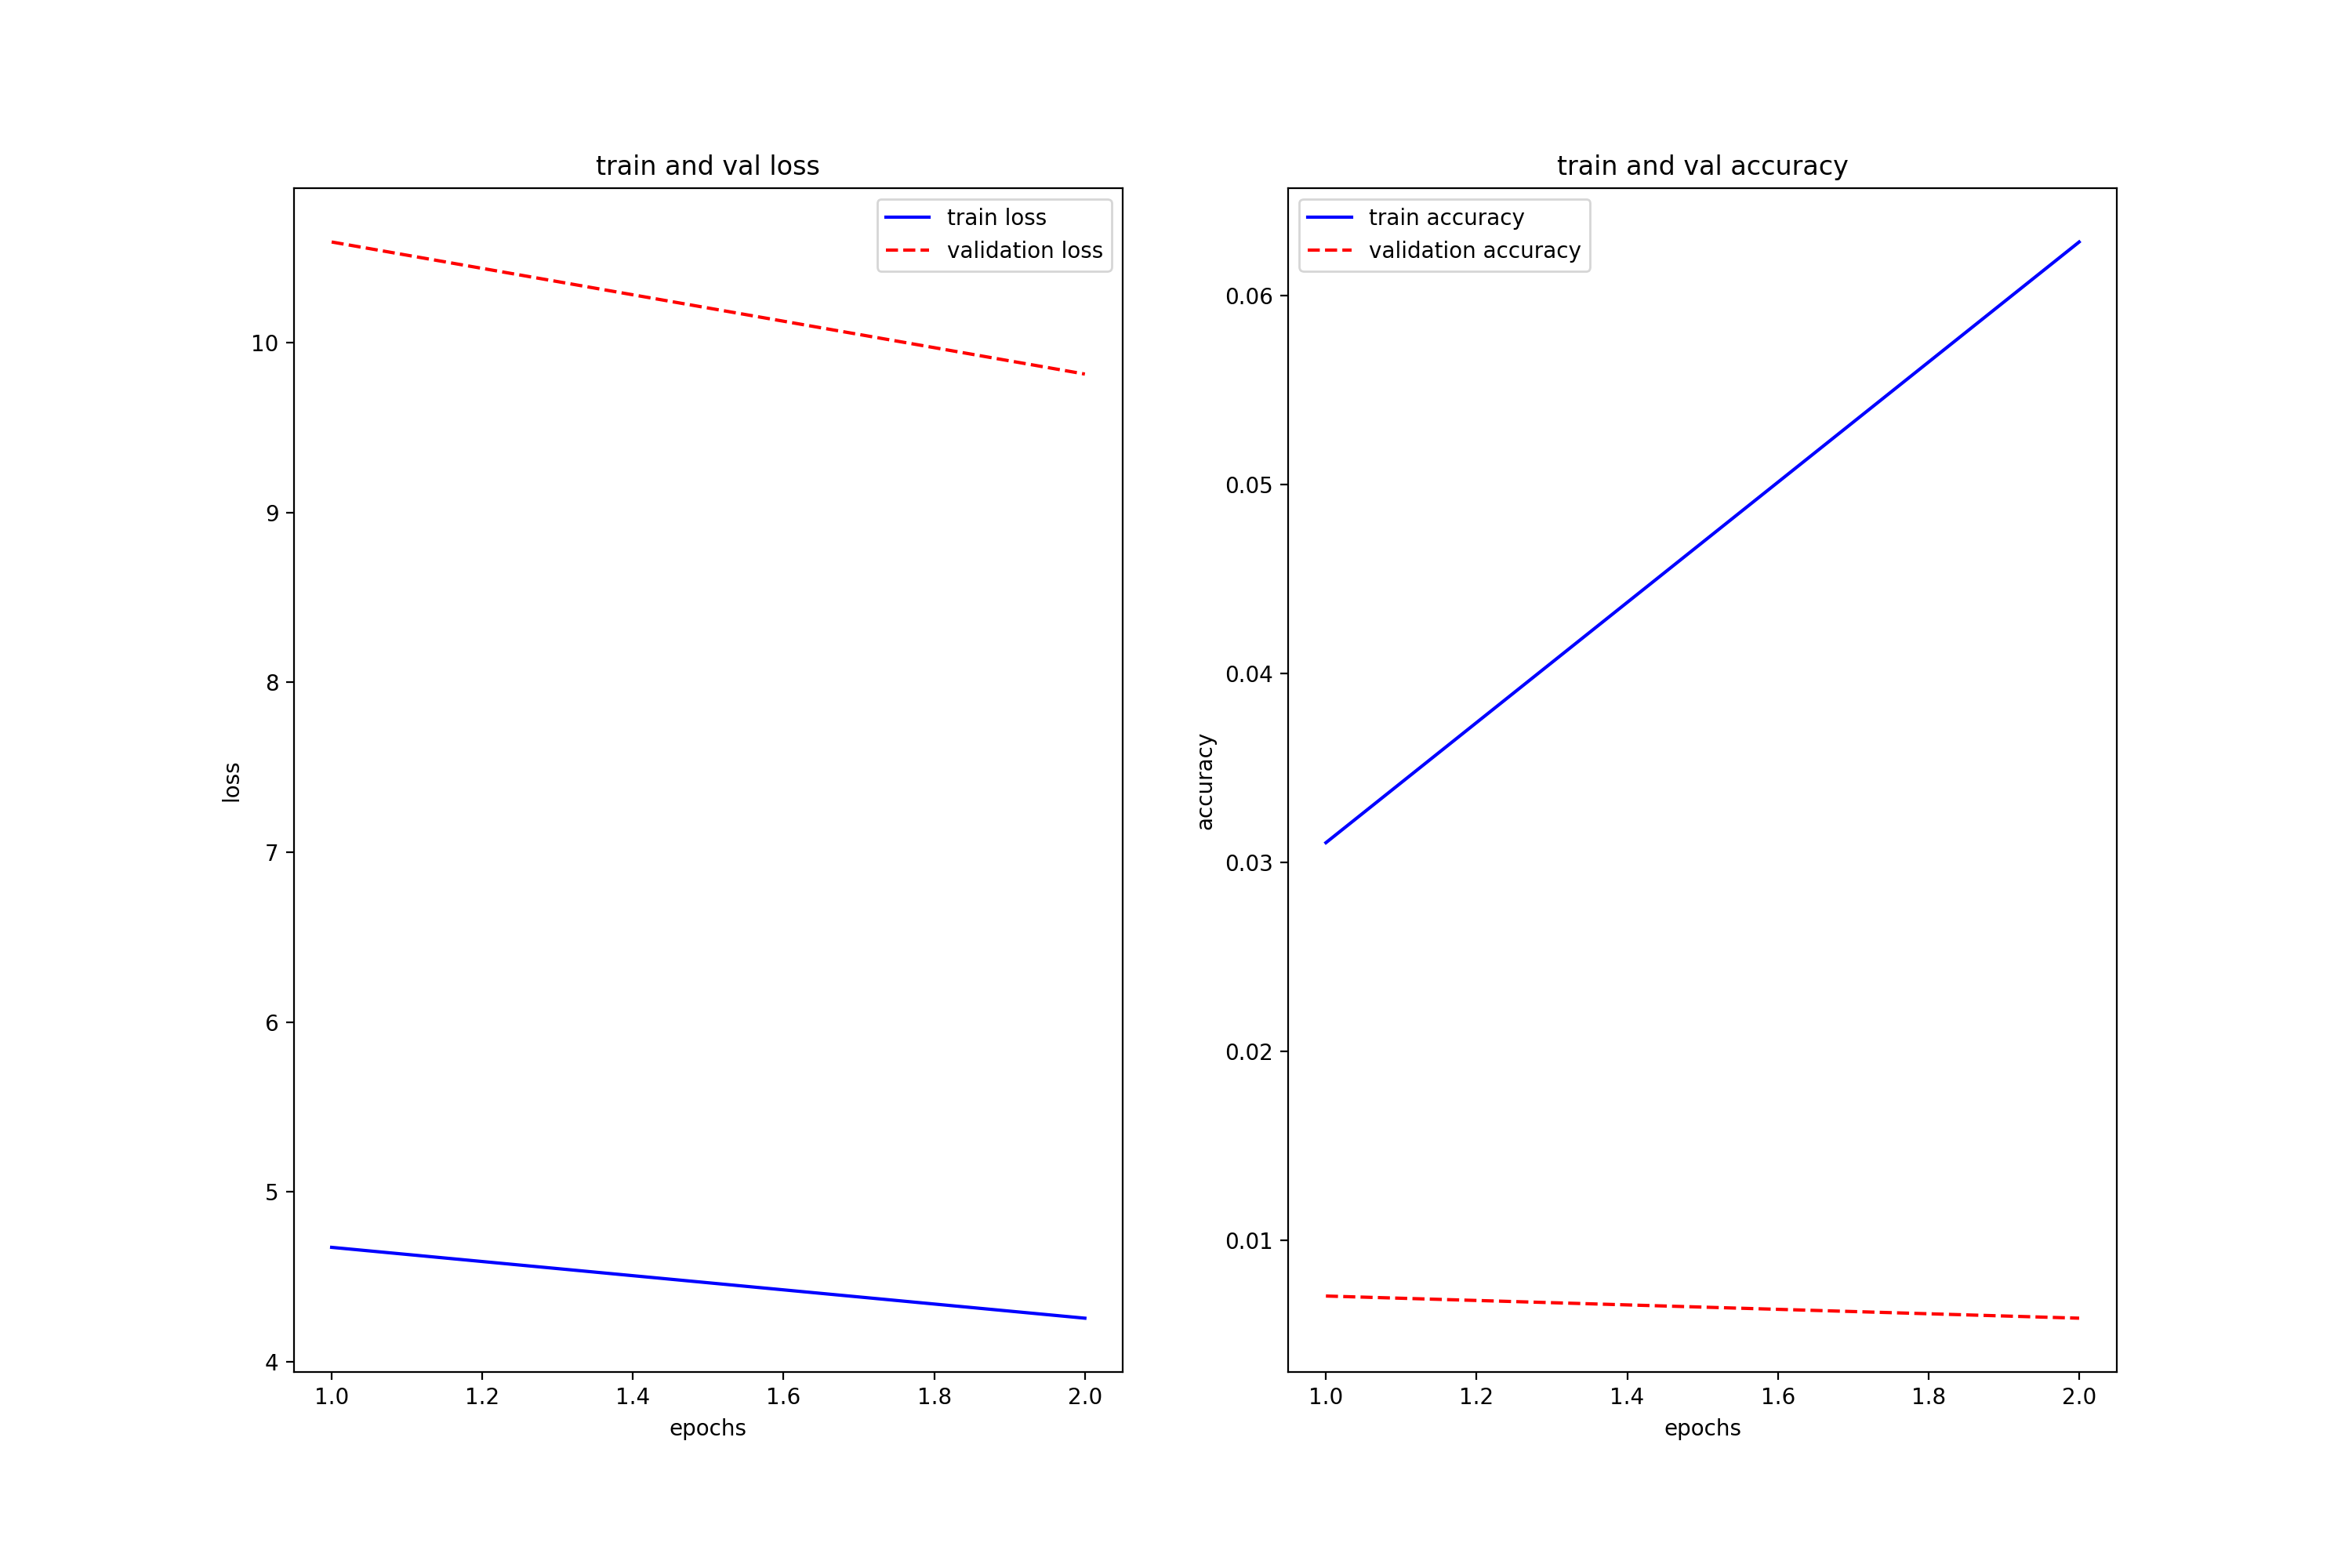 train and val loss
train loss
validation loss
10
9
8
7
6
5
4
loss
1.0 1.2 1.4 1.6 1.8 2.0
epochs
train and val accuracy
train accuracy
validation accuracy
0.06
0.05
0.04
0.03
0.02
0.01
accuracy
1.0 1.2 1.4 1.6 1.8 2.0
epochs